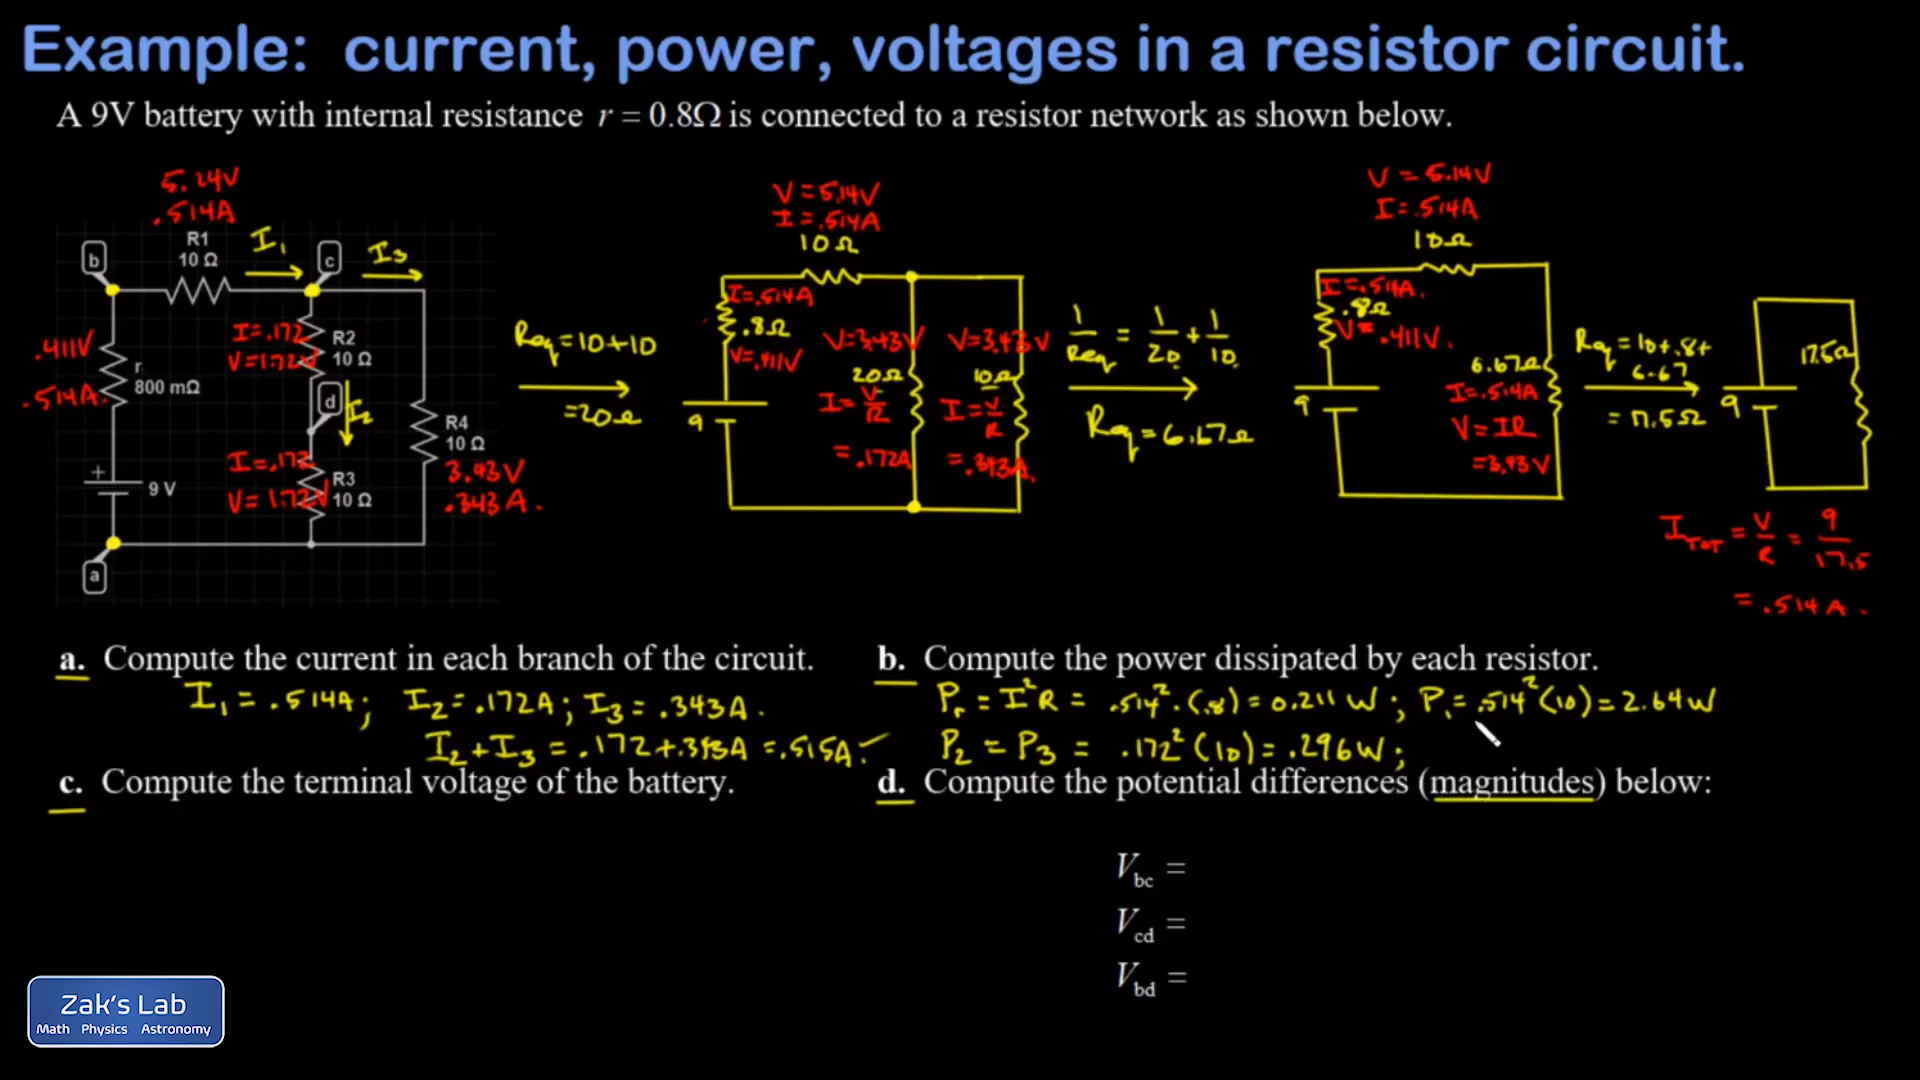 Example: current, power, voltages in a resistor circuit.
A 9V battery with internal resistance r = 0.8Ω is connected to a resistor network as shown below.
5.24V
.514A
R1
10 Ω
I₁
I₃
b
c
.411V
.514A.
r
800 mΩ
I=.172
V=1.72V
R2
10 Ω
d
I₂
R4
10 Ω
3.43V
.343A.
+
9 V
I=.172
V=1.72V
R3
10 Ω
a
Req=10+10
=20Ω
V=5.14V
I=.514A
10Ω
I=.514A
.8Ω
V=.411V
9
V=3.43V
20Ω
I=V/R
=.172A
V=3.43V
10Ω
I=V/R
=.343A.
1/Req = 1/20 + 1/10
Req=6.67Ω
V=5.14V
I=.514A
10Ω
I=.514A.
.8Ω
V=.411V.
9
6.67Ω
I=.514A
V=IR
=3.43V
Req=10+.8+
6.67
=17.5Ω
9
17.5Ω
I TOT = V/R = 9/17.5
=.514A.
a. Compute the current in each branch of the circuit.
I₁=.514A; I₂=.172A; I₃=.343A.
I₂+I₃=.172+.343A=.515A✓
b. Compute the power dissipated by each resistor.
Pr = I²R = .514²·(.8)=0.211W; P₁=.514²(10)=2.64W
P₂ = P₃ = .172²(10)=.296W;
c. Compute the terminal voltage of the battery.
d. Compute the potential differences (magnitudes) below:
Vbc =
Vcd =
Vbd =
Zak's Lab
Math Physics Astronomy